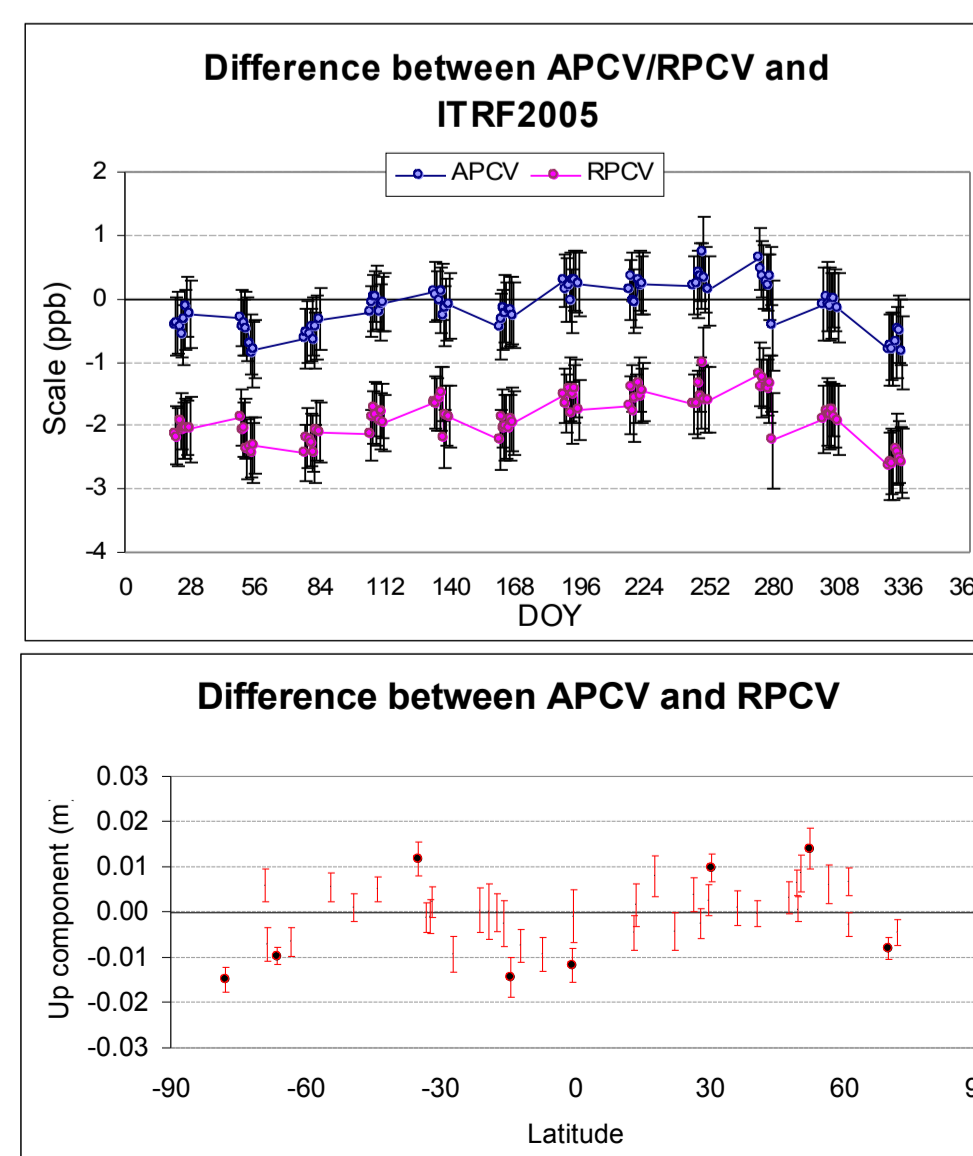 Difference between APCV/RPCV and
ITRF2005
APCV RPCV
Scale (ppb)
2
1
0
-1
-2
-3
-4
0 28 56 84 112 140 168 196 224 252 280 308 336 36
DOY
Difference between APCV and RPCV
Up component (m
0.03
0.02
0.01
0.00
-0.01
-0.02
-0.03
-90 -60 -30 0 30 60 9
Latitude